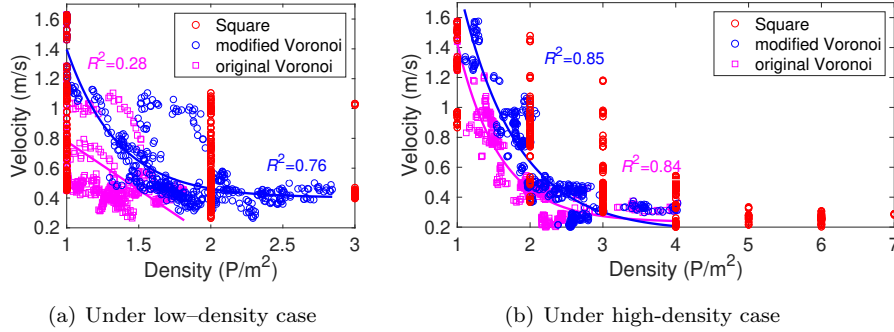 1.6
1.4
1.2
1
0.8
0.6
0.4
0.2
Velocity (m/s)
R²=0.28
Square
modified Voronoi
original Voronoi
R²=0.76
1 1.5 2 2.5 3
Density (P/m²)
(a) Under low–density case
1.6
1.4
1.2
1
0.8
0.6
0.4
0.2
Velocity (m/s)
R²=0.85
Square
modified Voronoi
original Voronoi
R²=0.84
1 2 3 4 5 6 7
Density (P/m²)
(b) Under high-density case